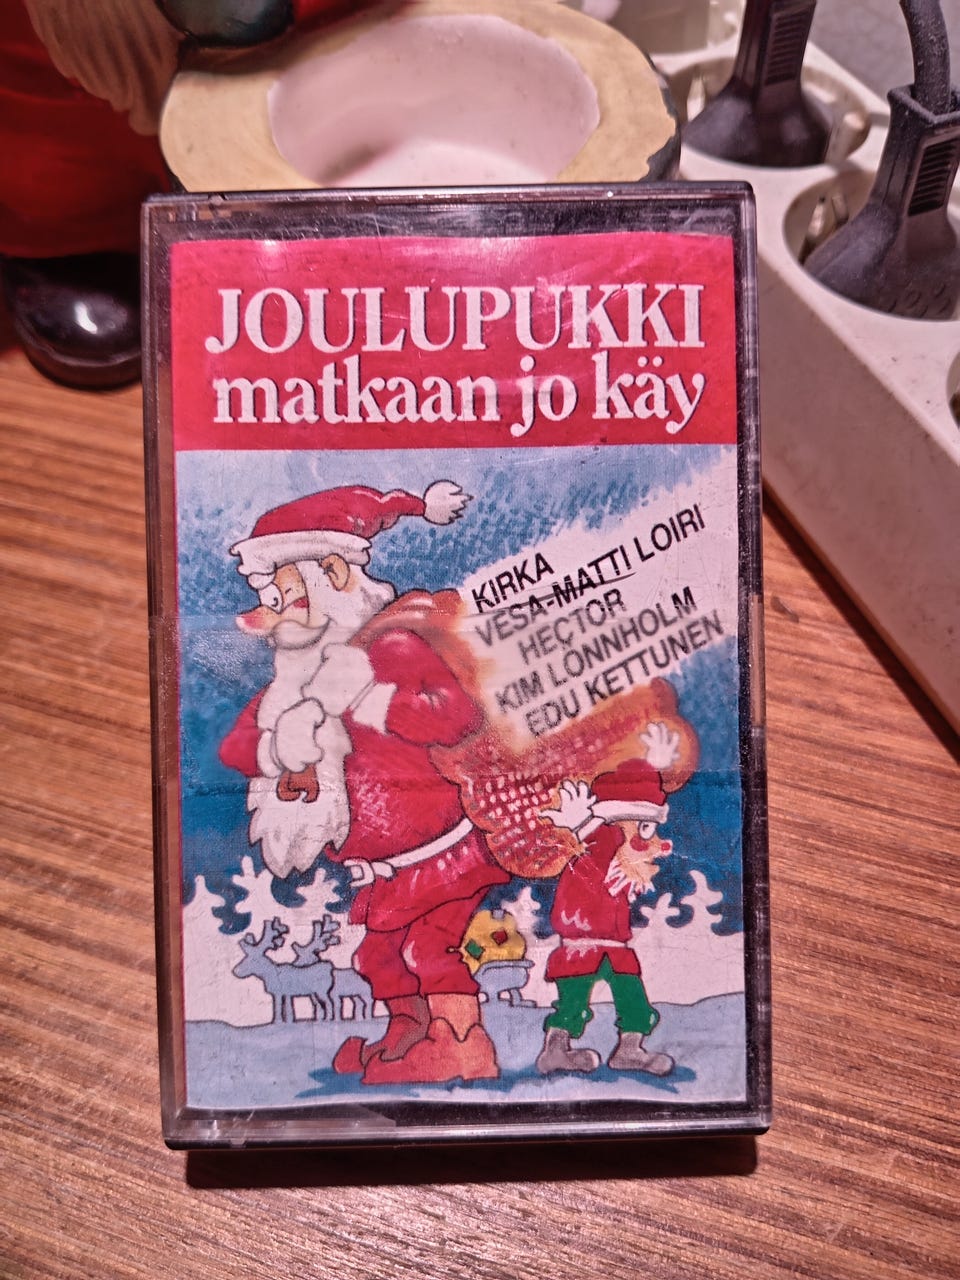 JOULUPUKKI
matkaan jo käy
KIRKA
VESA-MATTI LOIRI
HECTOR
KIM LÖNNHOLM
EDU KETTUNEN